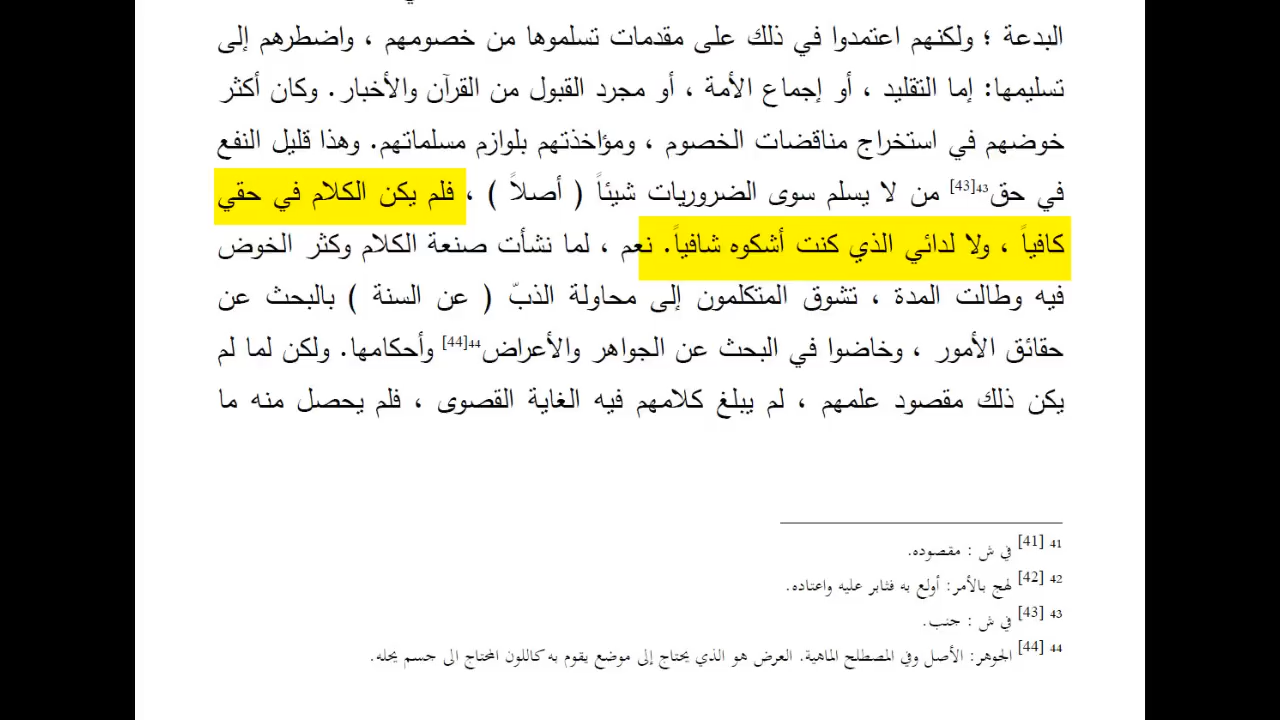 البدعة ؛ ولكنهم اعتمدوا في ذلك على مقدمات تسلموها من خصومهم ، واضطرهم إلى
تسليمها: إما التقليد ، أو إجماع الأمة ، أو مجرد القبول من القرآن والأخبار. وكان أكثر
خوضهم في استخراج مناقضات الخصوم ، ومؤاخذتهم بلوازم مسلماتهم. وهذا قليل النفع
في حق43[43] من لا يسلم سوى الضروريات شيئاً ( أصلاً ) ، فلم يكن الكلام في حقي
كافياً ، ولا لدائي الذي كنت أشكوه شافياً. نعم ، لما نشأت صنعة الكلام وكثر الخوض
فيه وطالت المدة ، تشوق المتكلمون إلى محاولة الذبّ ( عن السنة ) بالبحث عن
حقائق الأمور ، وخاضوا في البحث عن الجواهر والأعراض44[44] وأحكامها. ولكن لما لم
يكن ذلك مقصود علمهم ، لم يبلغ كلامهم فيه الغاية القصوى ، فلم يحصل منه ما
41 [41] في ش : مقصوده.
42 [42] لهج بالأمر: أولع به فثابر عليه واعتاده.
43 [43] في ش : جنب.
44 [44] الجوهر: الأصل وفي المصطلح الماهية. العرض هو الذي يحتاج إلى موضع يقوم به كاللون المحتاج الى جسم يحله.